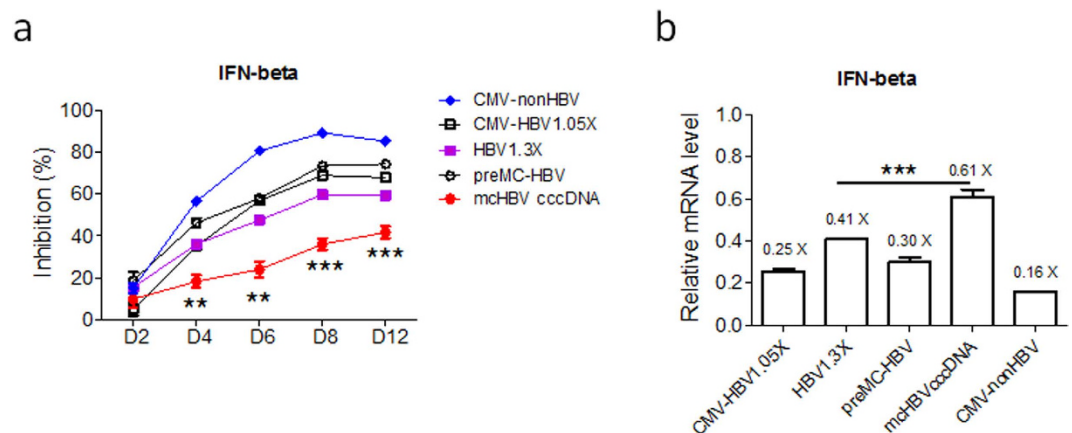 a
IFN-beta
Inhibition (%)
100
80
60
40
20
0
D2 D4 D6 D8 D12
** ** *** ***
CMV-nonHBV
CMV-HBV1.05X
HBV1.3X
preMC-HBV
mcHBV cccDNA
b
IFN-beta
Relative mRNA level
1.0
0.8
0.6
0.4
0.2
0.0
***
0.25 X
0.41 X
0.30 X
0.61 X
0.16 X
CMV-HBV1.05X
HBV1.3X
preMC-HBV
mcHBVcccDNA
CMV-nonHBV